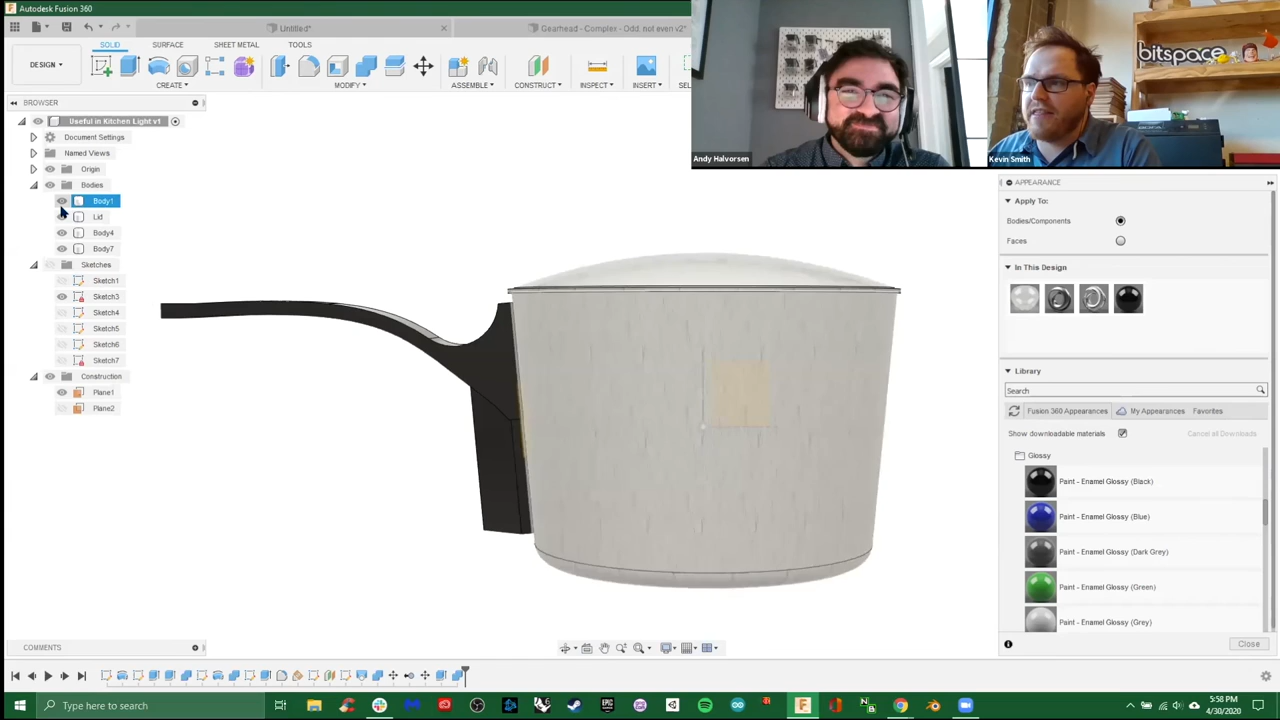 Autodesk Fusion 360
Untitled*
Gearhead - Complex - Odd, not even v2*
SOLID
SURFACE
SHEET METAL
TOOLS
DESIGN
CREATE
MODIFY
ASSEMBLE
CONSTRUCT
INSPECT
INSERT
bitspace
Andy Halvorsen
Kevin Smith
BROWSER
Useful in Kitchen Light v1
Document Settings
Named Views
Origin
Bodies
Body1
Lid
Body4
Body7
Sketches
Sketch1
Sketch3
Sketch4
Sketch5
Sketch6
Sketch7
Construction
Plane1
Plane2
APPEARANCE
Apply To:
Bodies/Components
Faces
In This Design
Library
Search
Fusion 360 Appearances
My Appearances
Favorites
Show downloadable materials
Cancel all Downloads
Glossy
Paint - Enamel Glossy (Black)
Paint - Enamel Glossy (Blue)
Paint - Enamel Glossy (Dark Grey)
Paint - Enamel Glossy (Green)
Paint - Enamel Glossy (Grey)
Close
COMMENTS
Type here to search
5:58 PM
4/30/2020